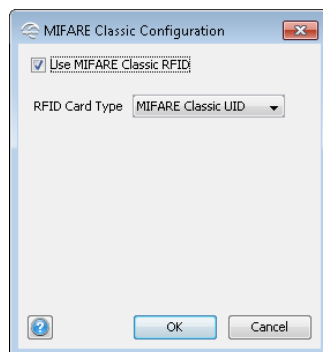 MIFARE Classic Configuration
Use MIFARE Classic RFID
RFID Card Type MIFARE Classic UID
OK Cancel